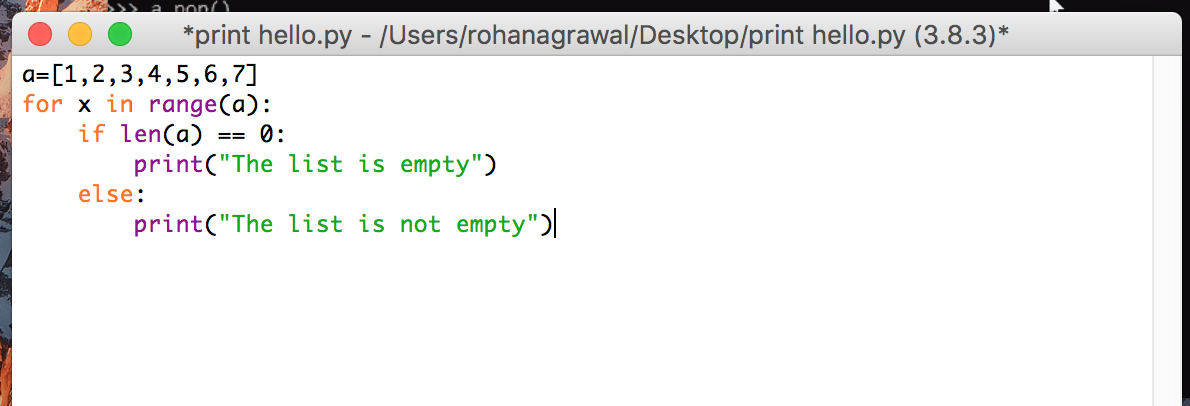 >>> a.pop()
*print hello.py - /Users/rohanagrawal/Desktop/print hello.py (3.8.3)*
a=[1,2,3,4,5,6,7]
for x in range(a):
    if len(a) == 0:
        print("The list is empty")
    else:
        print("The list is not empty")